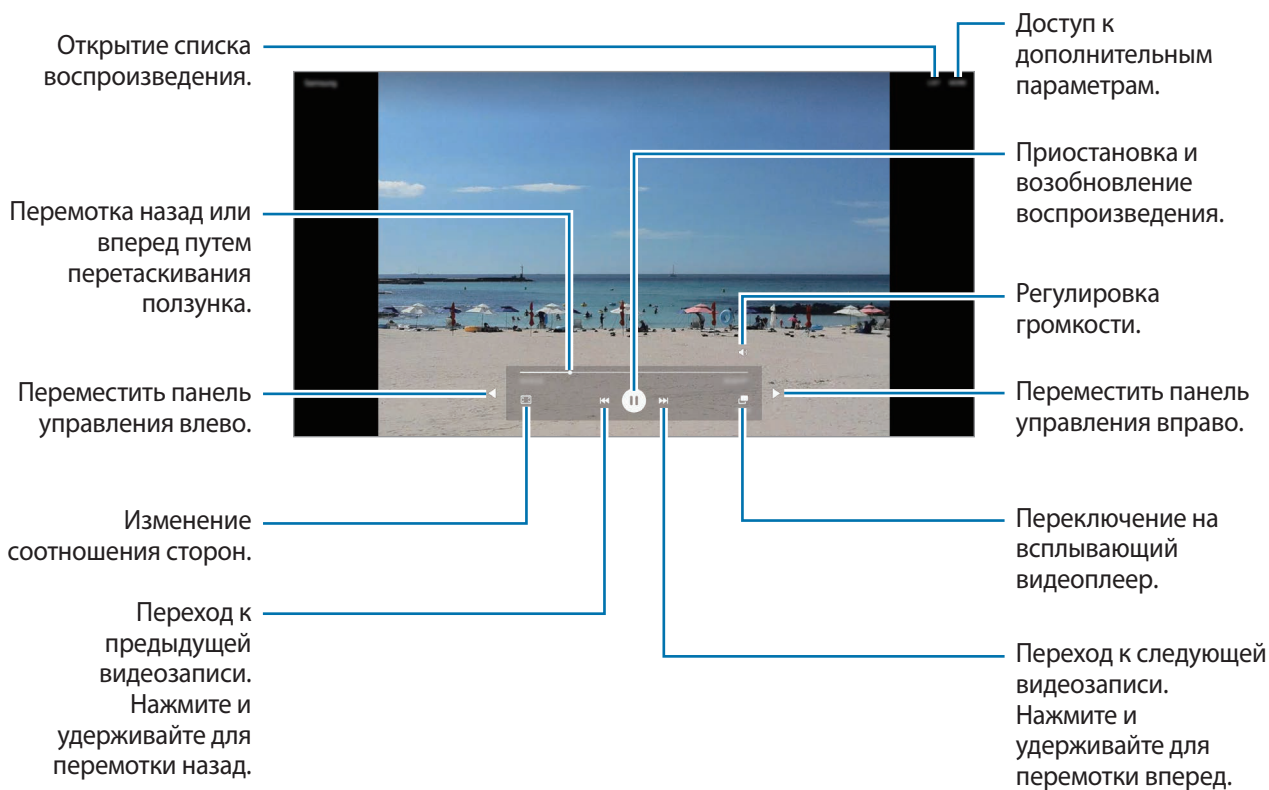 Открытие списка
воспроизведения.
Перемотка назад или
вперед путем
перетаскивания
ползунка.
Переместить панель
управления влево.
Изменение
соотношения сторон.
Переход к
предыдущей
видеозаписи.
Нажмите и
удерживайте для
перемотки назад.
Доступ к
дополнительным
параметрам.
Приостановка и
возобновление
воспроизведения.
Регулировка
громкости.
Переместить панель
управления вправо.
Переключение на
всплывающий
видеоплеер.
Переход к следующей
видеозаписи.
Нажмите и
удерживайте для
перемотки вперед.